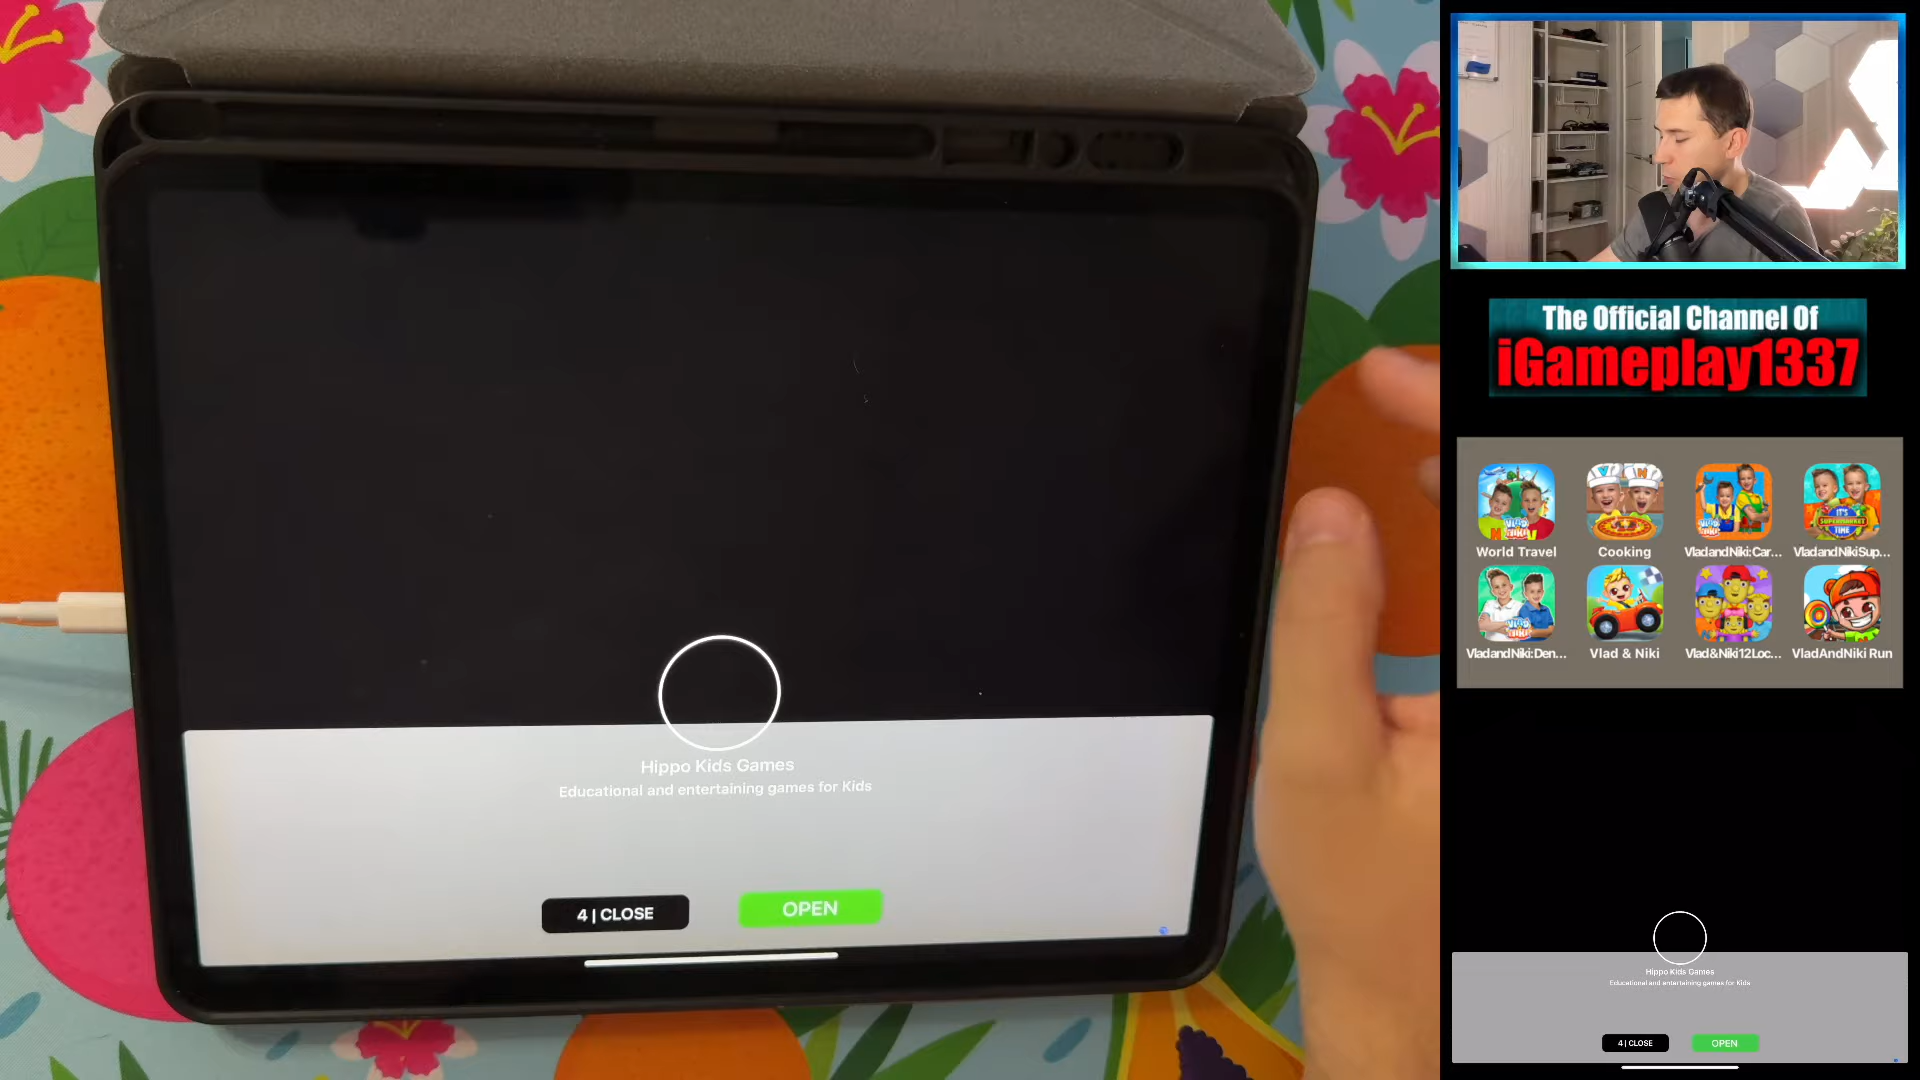 Hippo Kids Games
Educational and entertaining games for Kids
4 | CLOSE
OPEN
The Official Channel Of
iGameplay1337
World Travel
Cooking
VladandNiki:Car...
VladandNikiSup...
VladandNiki:Den...
Vlad & Niki
Vlad&Niki12Loc...
VladAndNiki Run
Hippo Kids Games
Educational and entertaining games for Kids
4 | CLOSE
OPEN